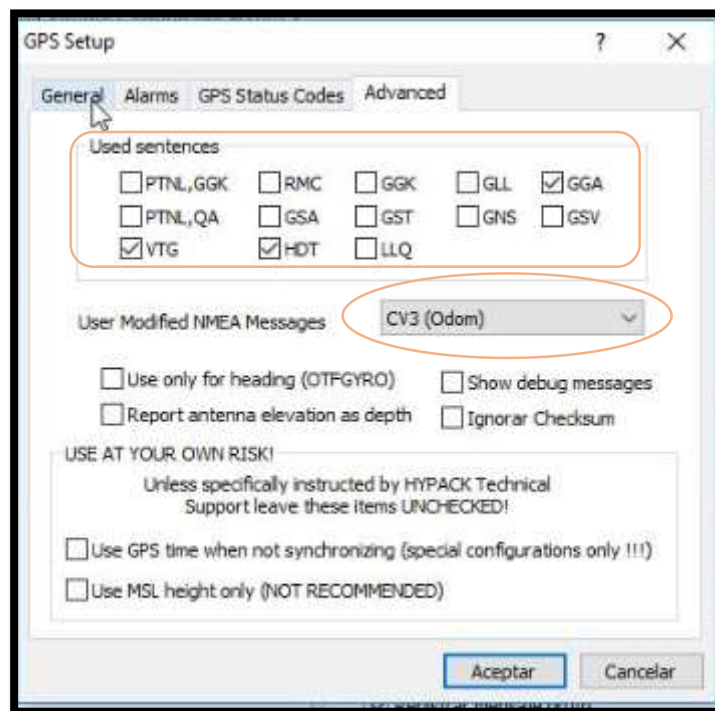 GPS Setup ? X
General Alarms GPS Status Codes Advanced
Used sentences
PTNL,GGK RMC GGK GLL GGA
PTNL,QA GSA GST GNS GSV
VTG HDT LLQ
User Modified NMEA Messages CV3 (Odom)
Use only for heading (OTFGYRO) Show debug messages
Report antenna elevation as depth Ignorar Checksum
USE AT YOUR OWN RISK!
Unless specifically instructed by HYPACK Technical
Support leave these items UNCHECKED!
Use GPS time when not synchronizing (special configurations only !!!)
Use MSL height only (NOT RECOMMENDED)
Aceptar Cancelar